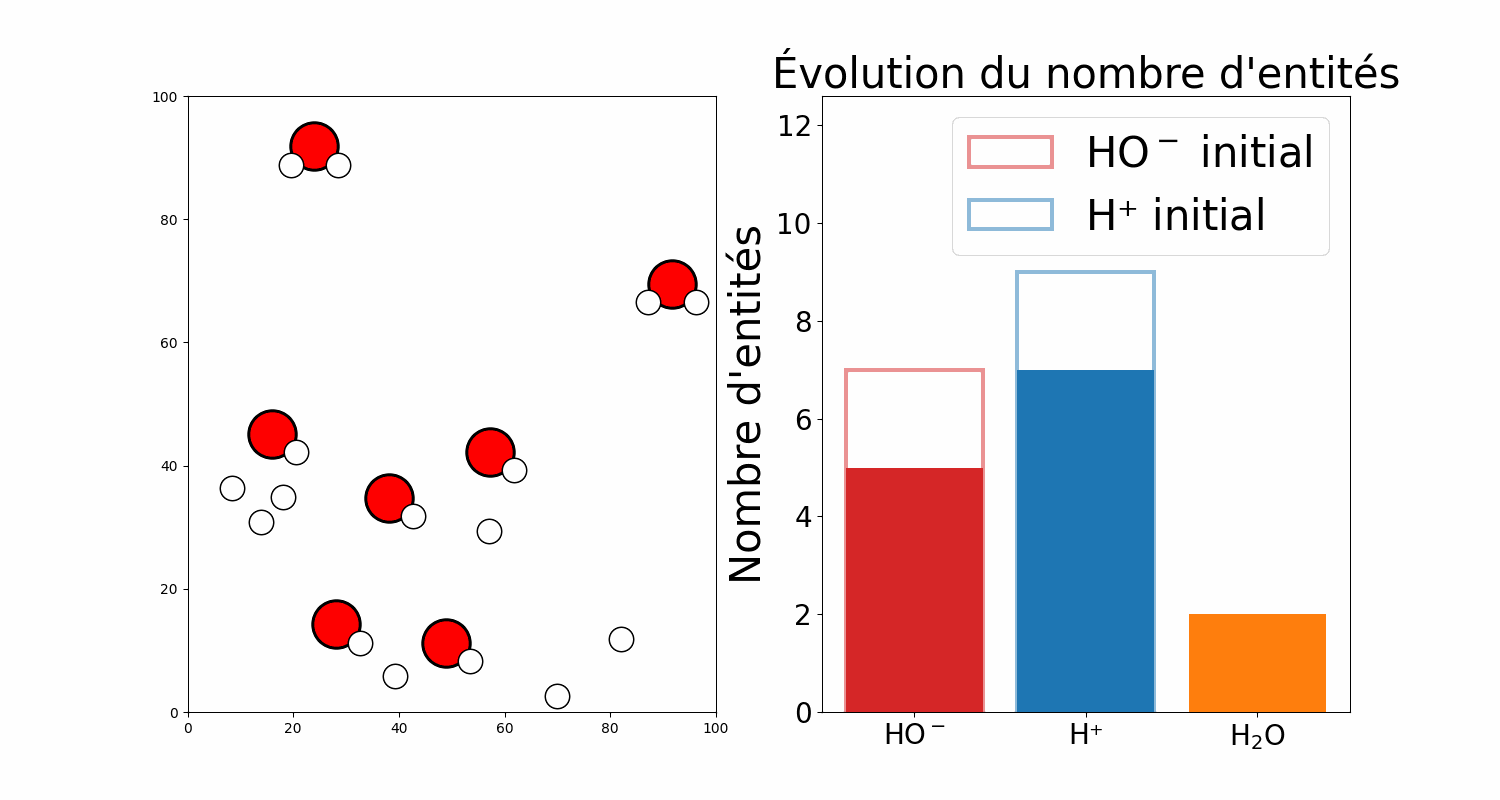 100
80
60
40
20
0
0 20 40 60 80 100
Évolution du nombre d'entités
Nombre d'entités
12
10
8
6
4
2
0
HO⁻ initial
H⁺ initial
HO⁻ H⁺ H₂O